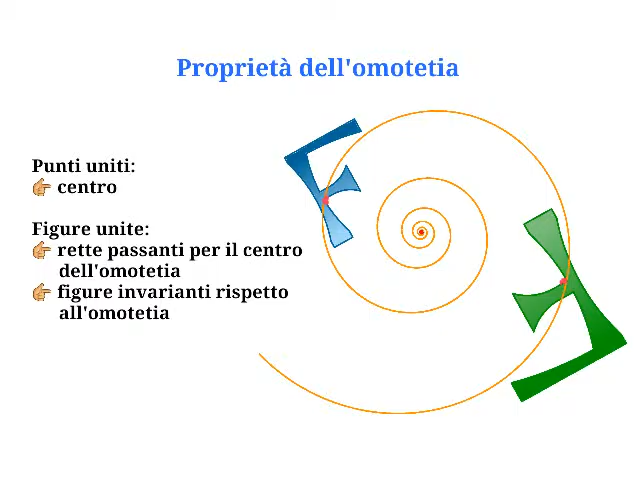 Proprietà dell'omotetia
Punti uniti:
centro
Figure unite:
rette passanti per il centro
dell'omotetia
figure invarianti rispetto
all'omotetia